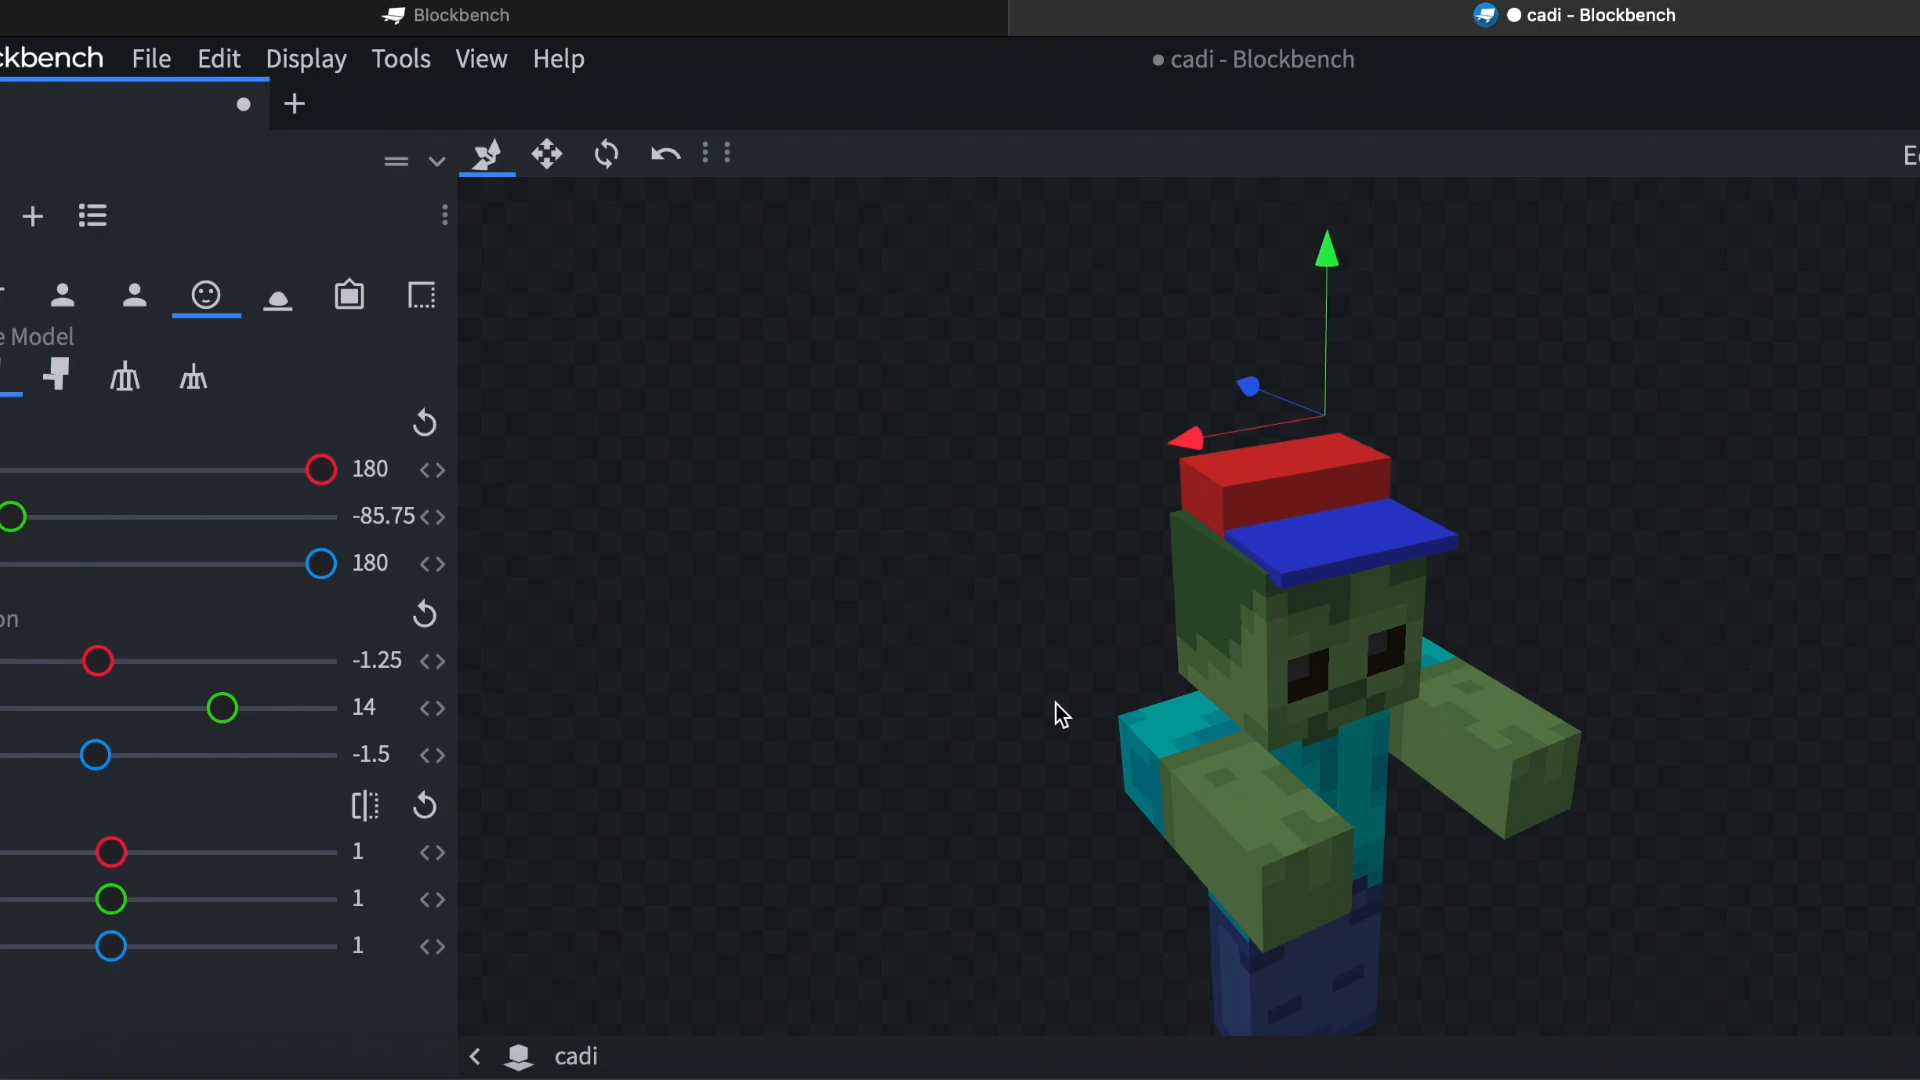 Blockbench
cadi - Blockbench
ckbench File Edit Display Tools View Help
cadi - Blockbench
e Model
180
-85.75
180
on
-1.25
14
-1.5
1
1
1
cadi